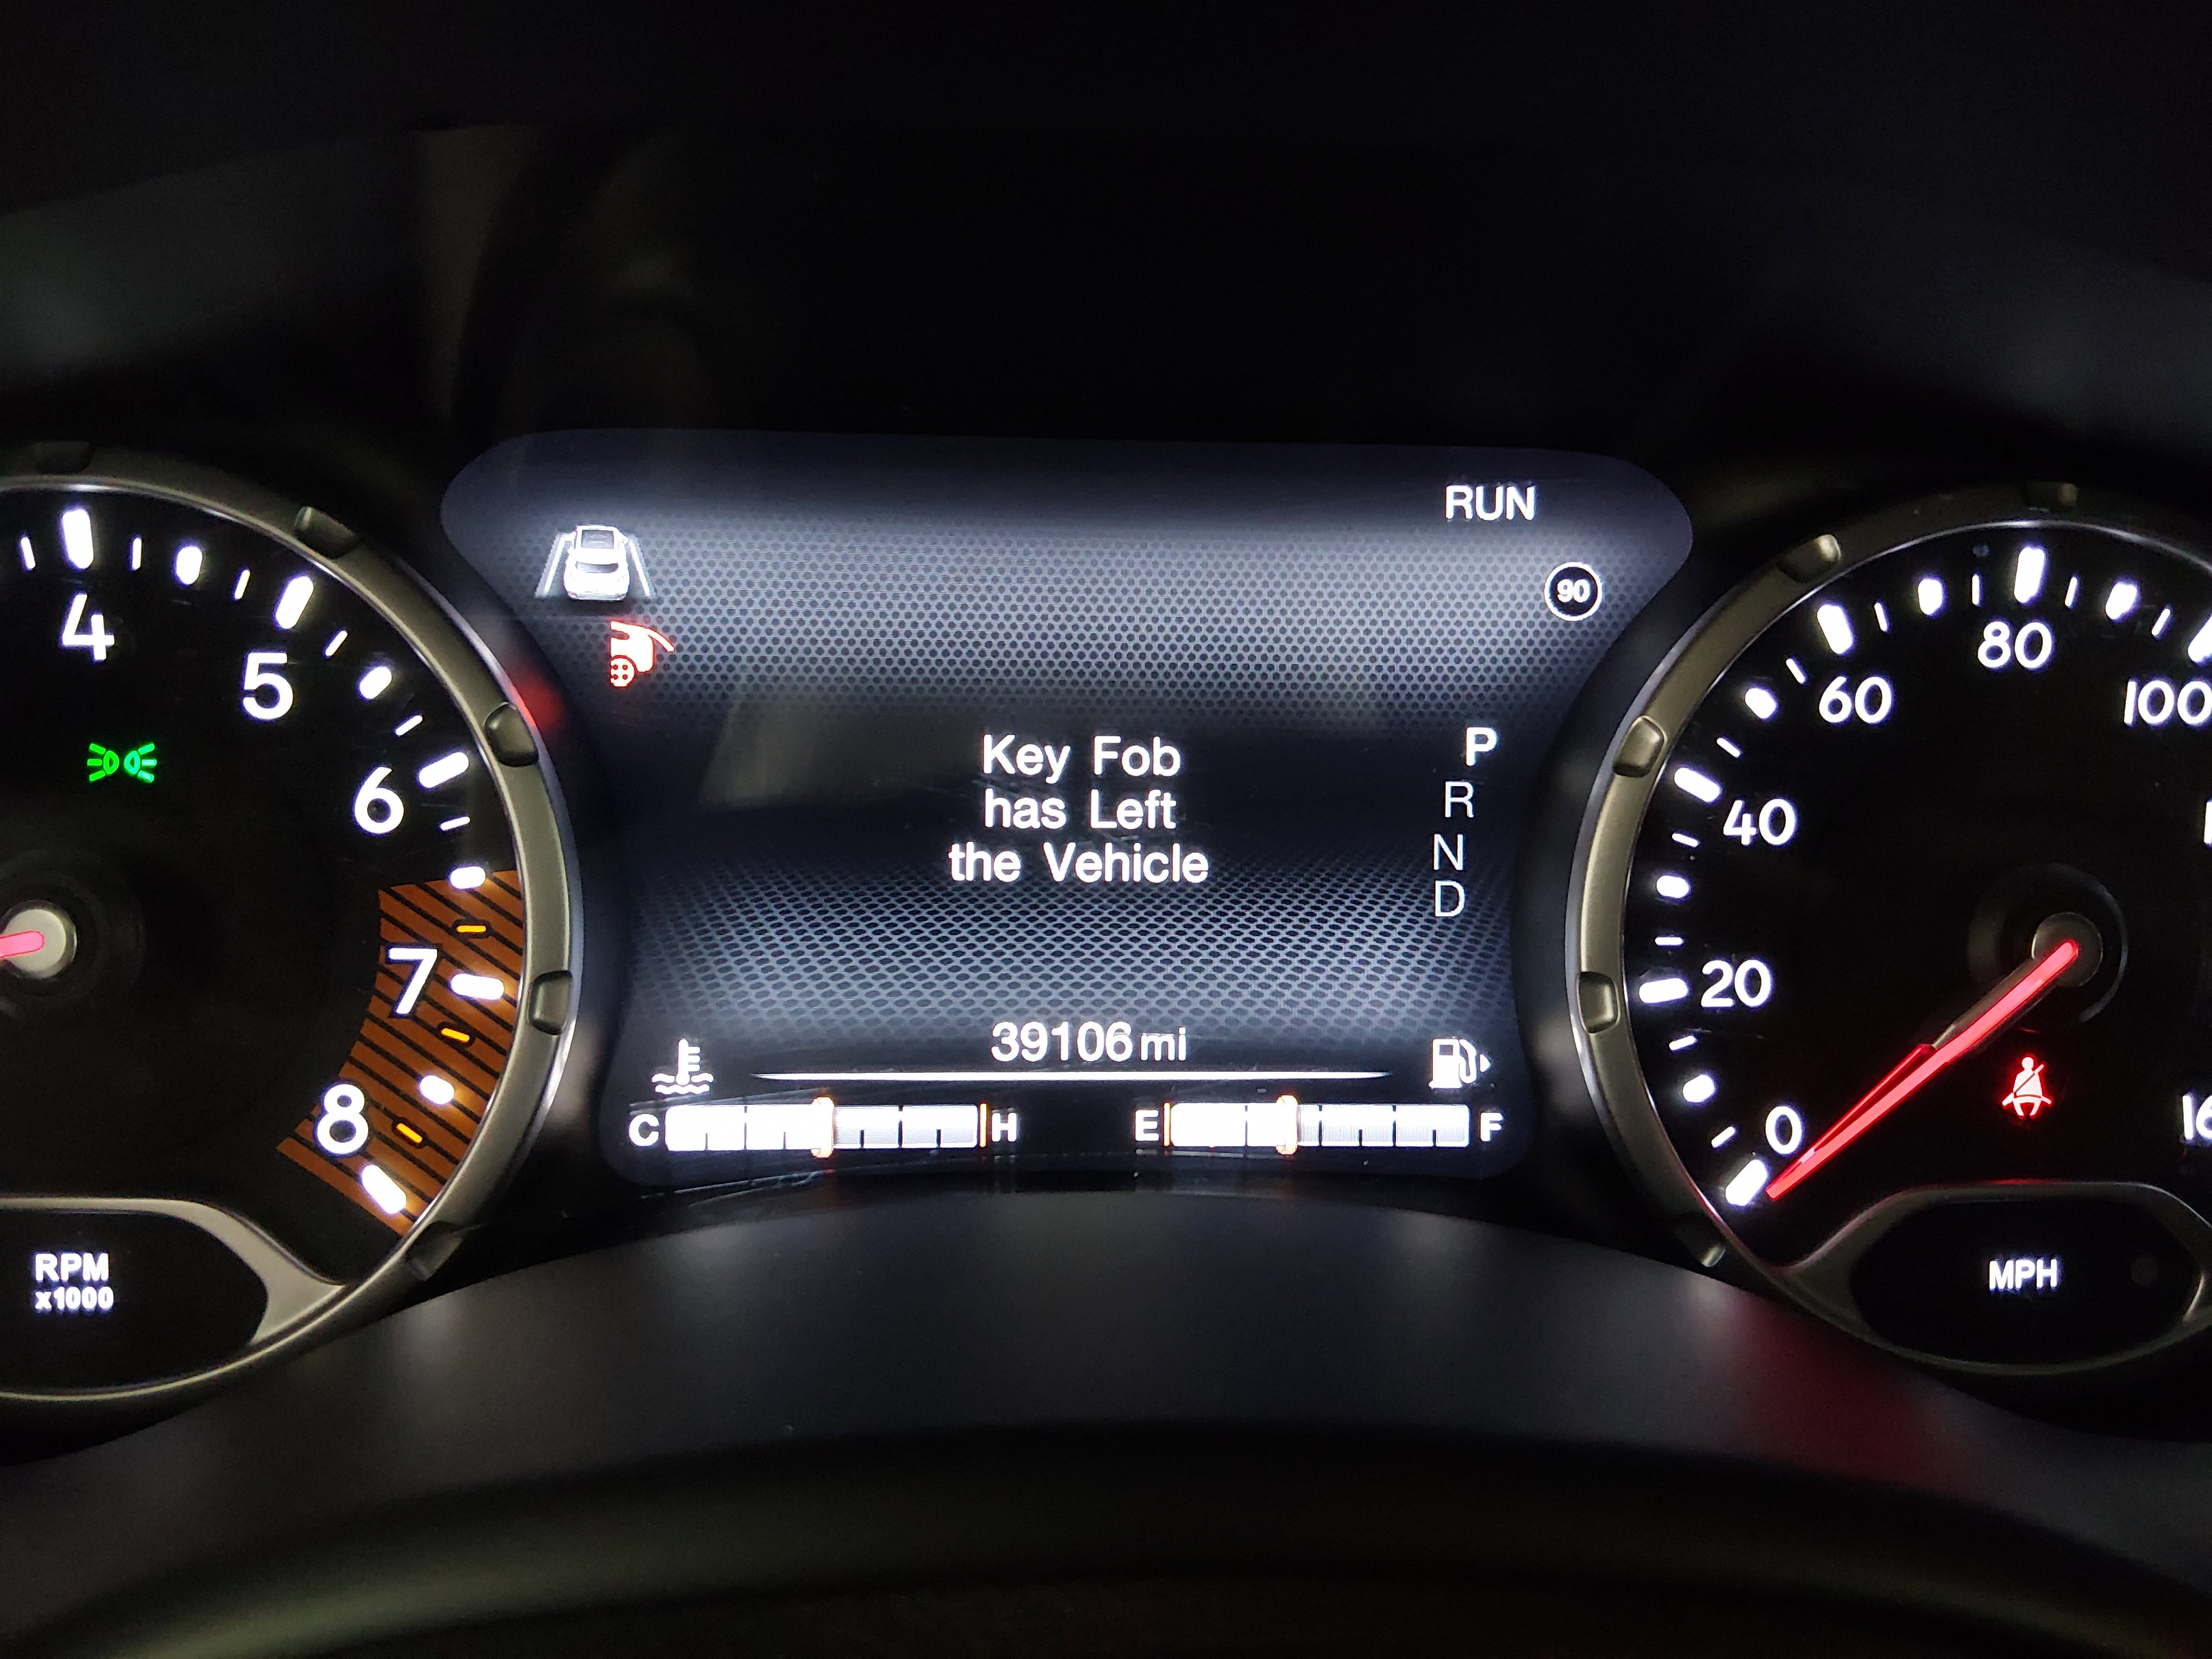 RUN
90
Key Fob
has Left
the Vehicle
P
R
N
D
39106 mi
C
H
E
F
4
5
6
7
8
RPM
x1000
0
20
40
60
80
100
MPH